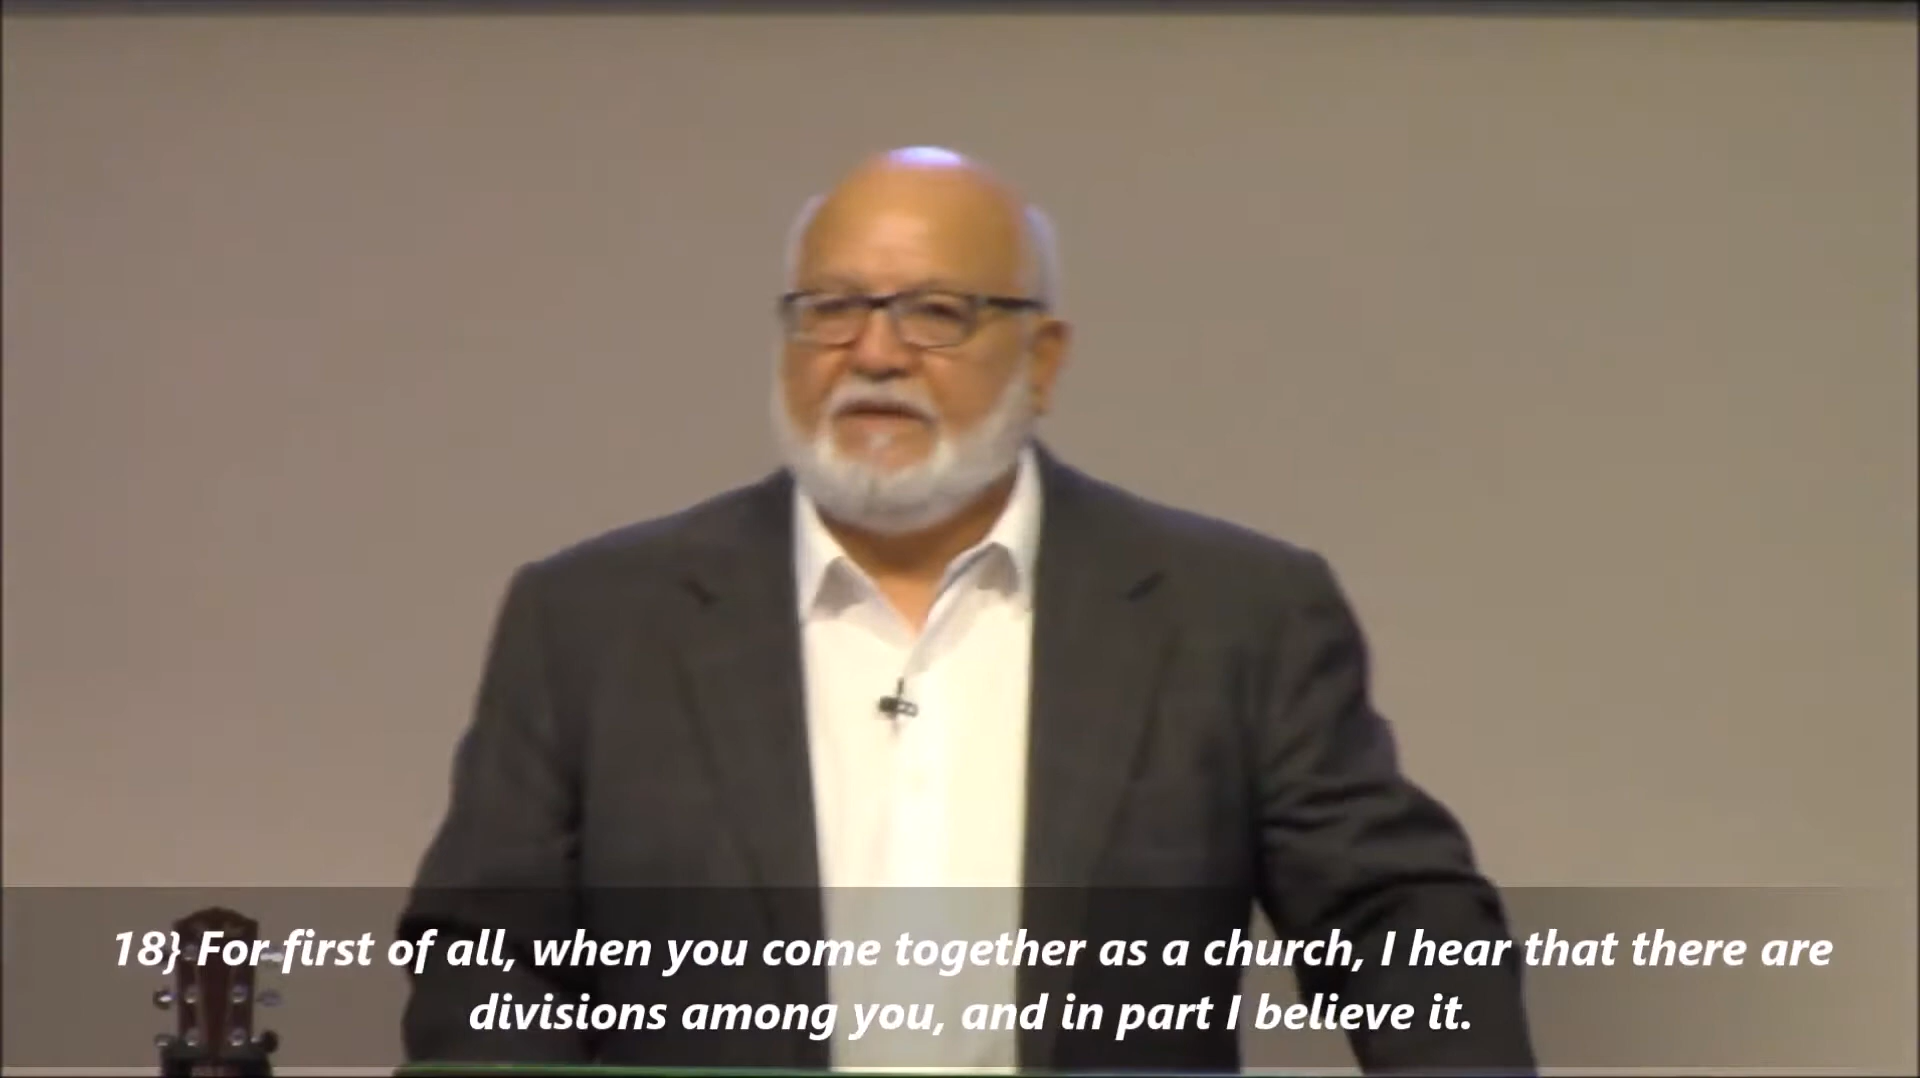 18} For first of all, when you come together as a church, I hear that there are
divisions among you, and in part I believe it.